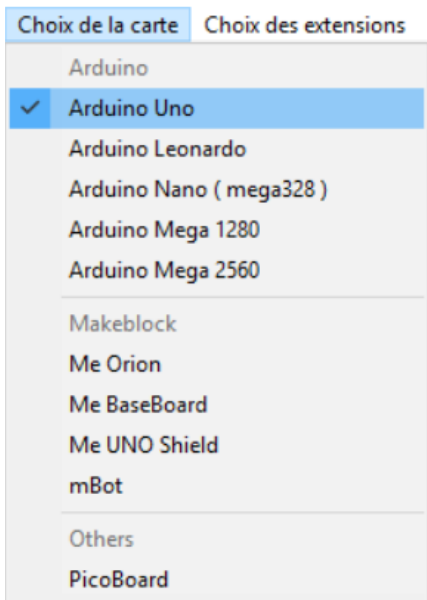 Choix de la carte Choix des extensions
Arduino
Arduino Uno
Arduino Leonardo
Arduino Nano ( mega328 )
Arduino Mega 1280
Arduino Mega 2560
Makeblock
Me Orion
Me BaseBoard
Me UNO Shield
mBot
Others
PicoBoard